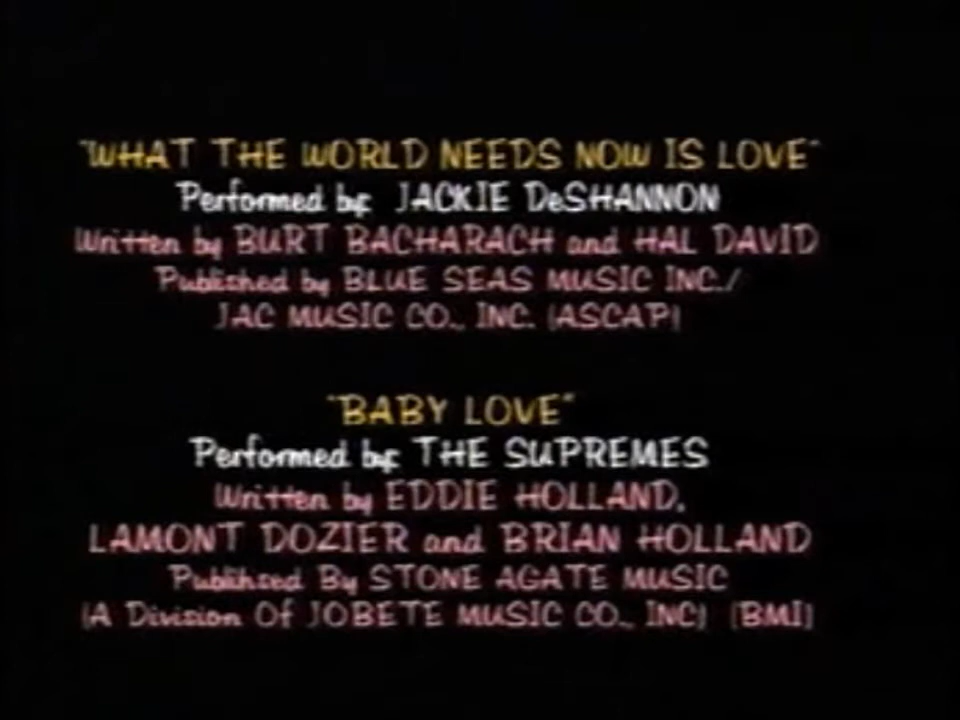 "WHAT THE WORLD NEEDS NOW IS LOVE"
Performed by: JACKIE DeSHANNON
Written by BURT BACHARACH and HAL DAVID
Published by BLUE SEAS MUSIC INC./
JAC MUSIC CO., INC. (ASCAP)
"BABY LOVE"
Performed by: THE SUPREMES
Written by EDDIE HOLLAND,
LAMONT DOZIER and BRIAN HOLLAND
Publihsed By STONE AGATE MUSIC
(A Division Of JOBETE MUSIC CO., INC) (BMI)